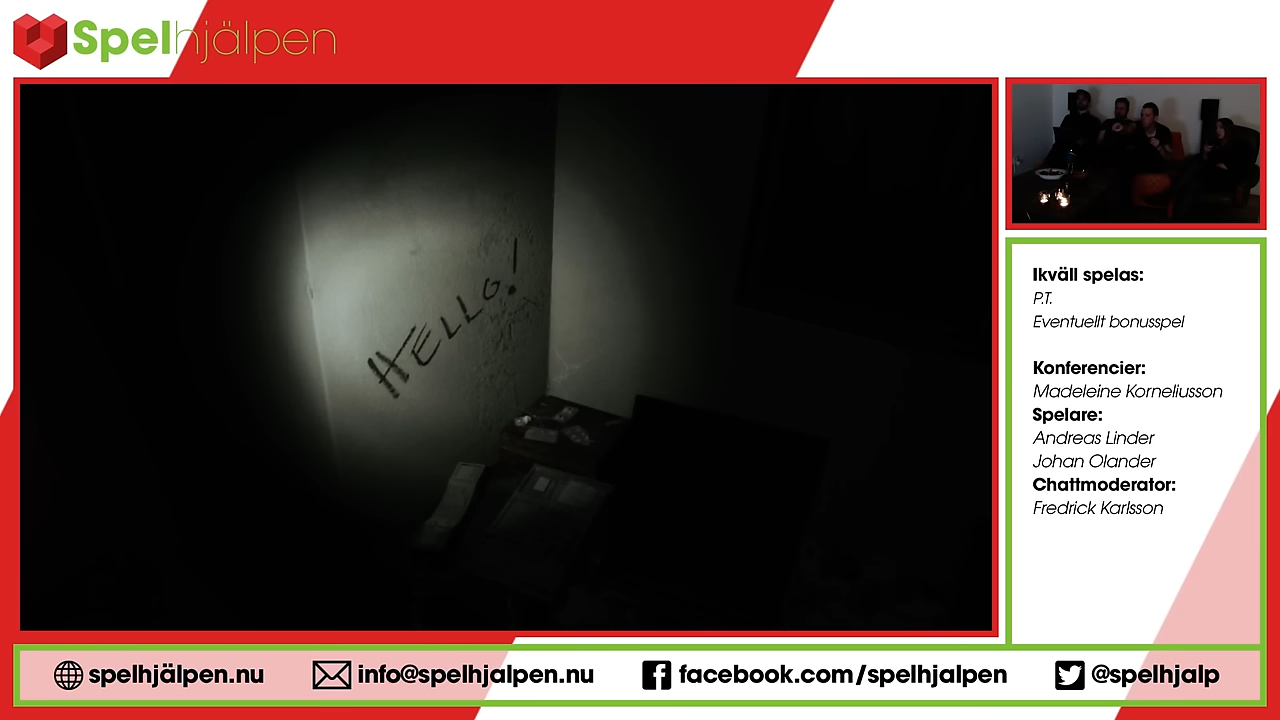 Spelhjälpen
HELLO!
Ikväll spelas:
P.T.
Eventuellt bonusspel
Konferencier:
Madeleine Korneliusson
Spelare:
Andreas Linder
Johan Olander
Chattmoderator:
Fredrick Karlsson
spelhjälpen.nu
info@spelhjalpen.nu
facebook.com/spelhjalpen
@spelhjalp